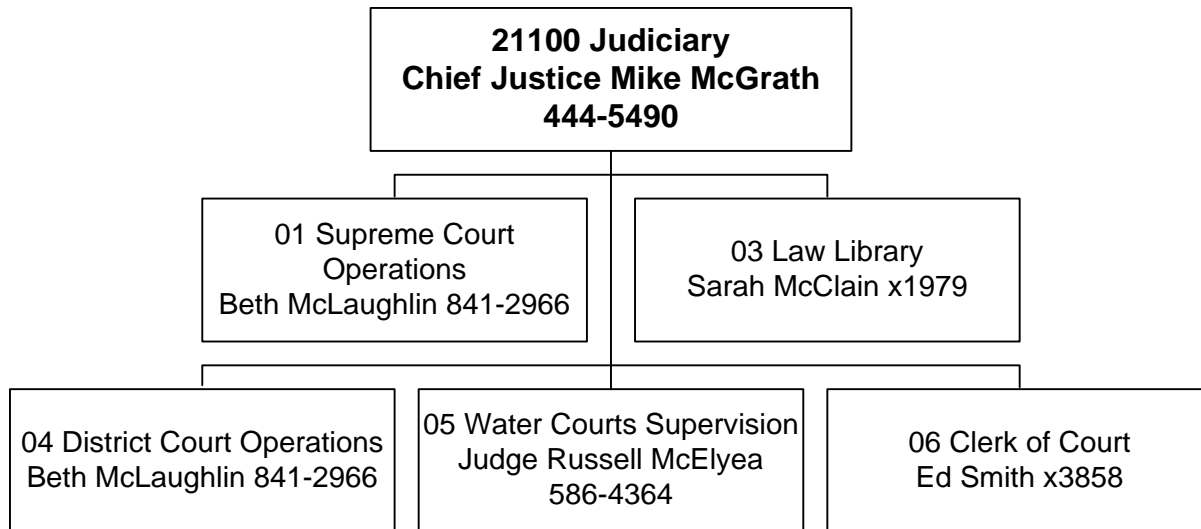 21100 Judiciary
Chief Justice Mike McGrath
444-5490
01 Supreme Court
Operations
Beth McLaughlin 841-2966
03 Law Library
Sarah McClain x1979
04 District Court Operations
Beth McLaughlin 841-2966
05 Water Courts Supervision
Judge Russell McElyea
586-4364
06 Clerk of Court
Ed Smith x3858